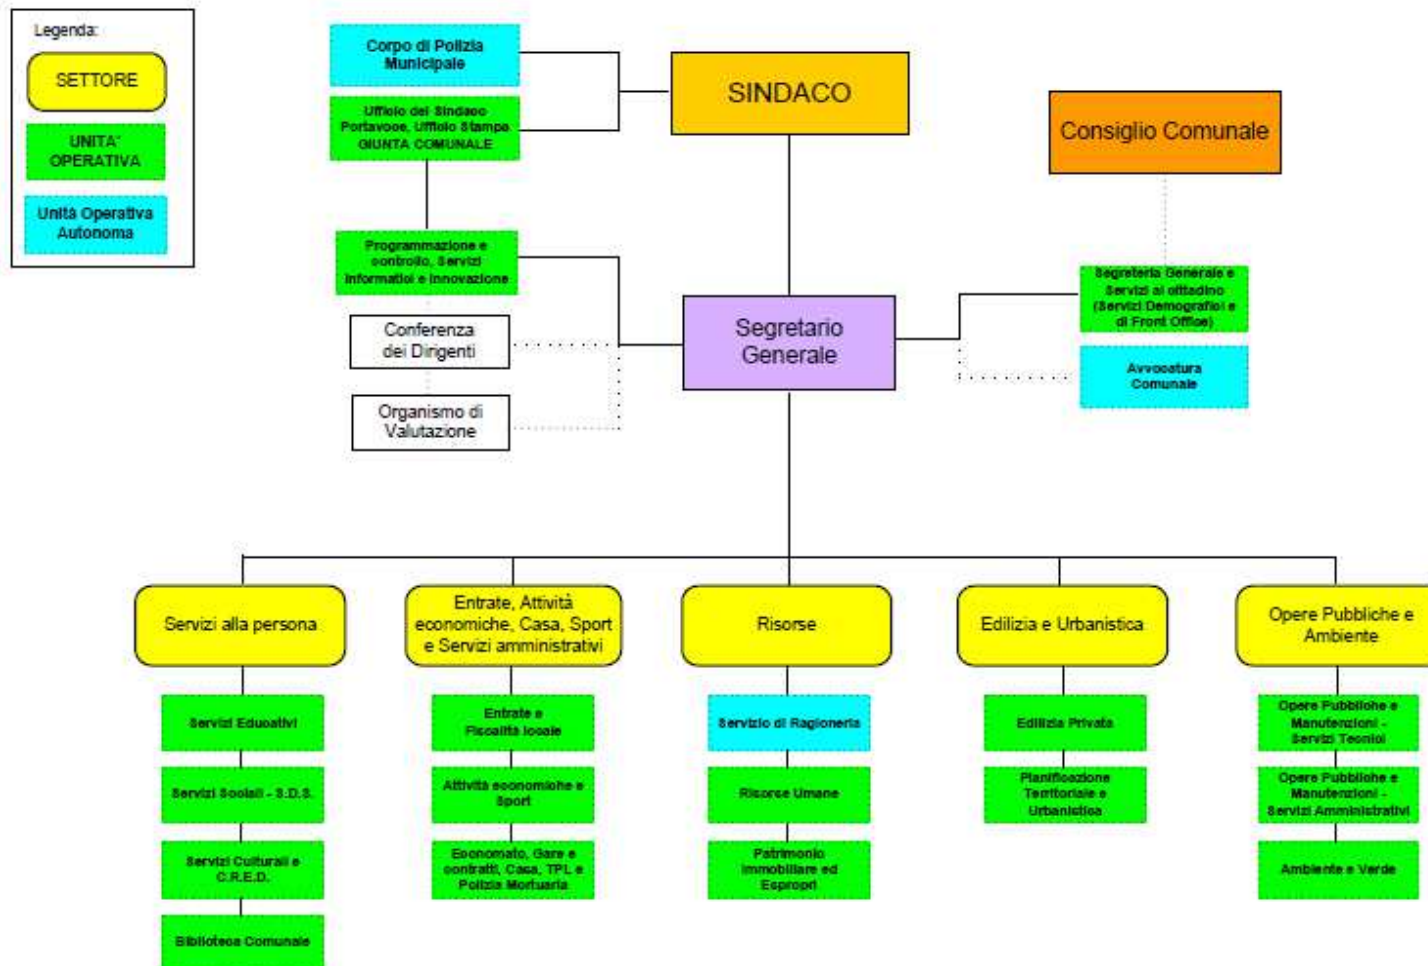 Legenda:
SETTORE
UNITA'
OPERATIVA
Unità Operativa
Autonoma
Corpo di Polizia
Municipale
Ufficio del Sindaco
Portavoce, Ufficio Stampa
GIUNTA COMUNALE
SINDACO
Consiglio Comunale
Programmazione e
controllo, Servizi
Informatici e Innovazione
Conferenza
dei Dirigenti
Organismo di
Valutazione
Segretario
Generale
Segreteria Generale e
Servizi al cittadino
(Servizi Demografici e
di Front Office)
Avvocatura
Comunale
Servizi alla persona
Servizi Educativi
Servizi Sociali - S.D.S.
Servizi Culturali e
C.R.E.D.
Biblioteca Comunale
Entrate, Attività
economiche, Casa, Sport
e Servizi amministrativi
Entrate e
Fiscalità locale
Attività economiche e
Sport
Economato, Gare e
contratti, Casa, TPL e
Polizia Mortuaria
Risorse
Servizio di Ragioneria
Risorse Umane
Patrimonio
Immobiliare ed
Espropri
Edilizia e Urbanistica
Edilizia Privata
Planificazione
Territoriale e
Urbanistica
Opere Pubbliche e
Ambiente
Opere Pubbliche e
Manutenzioni -
Servizi Tecnici
Opere Pubbliche e
Manutenzioni -
Servizi Amministrativi
Ambiente e Verde